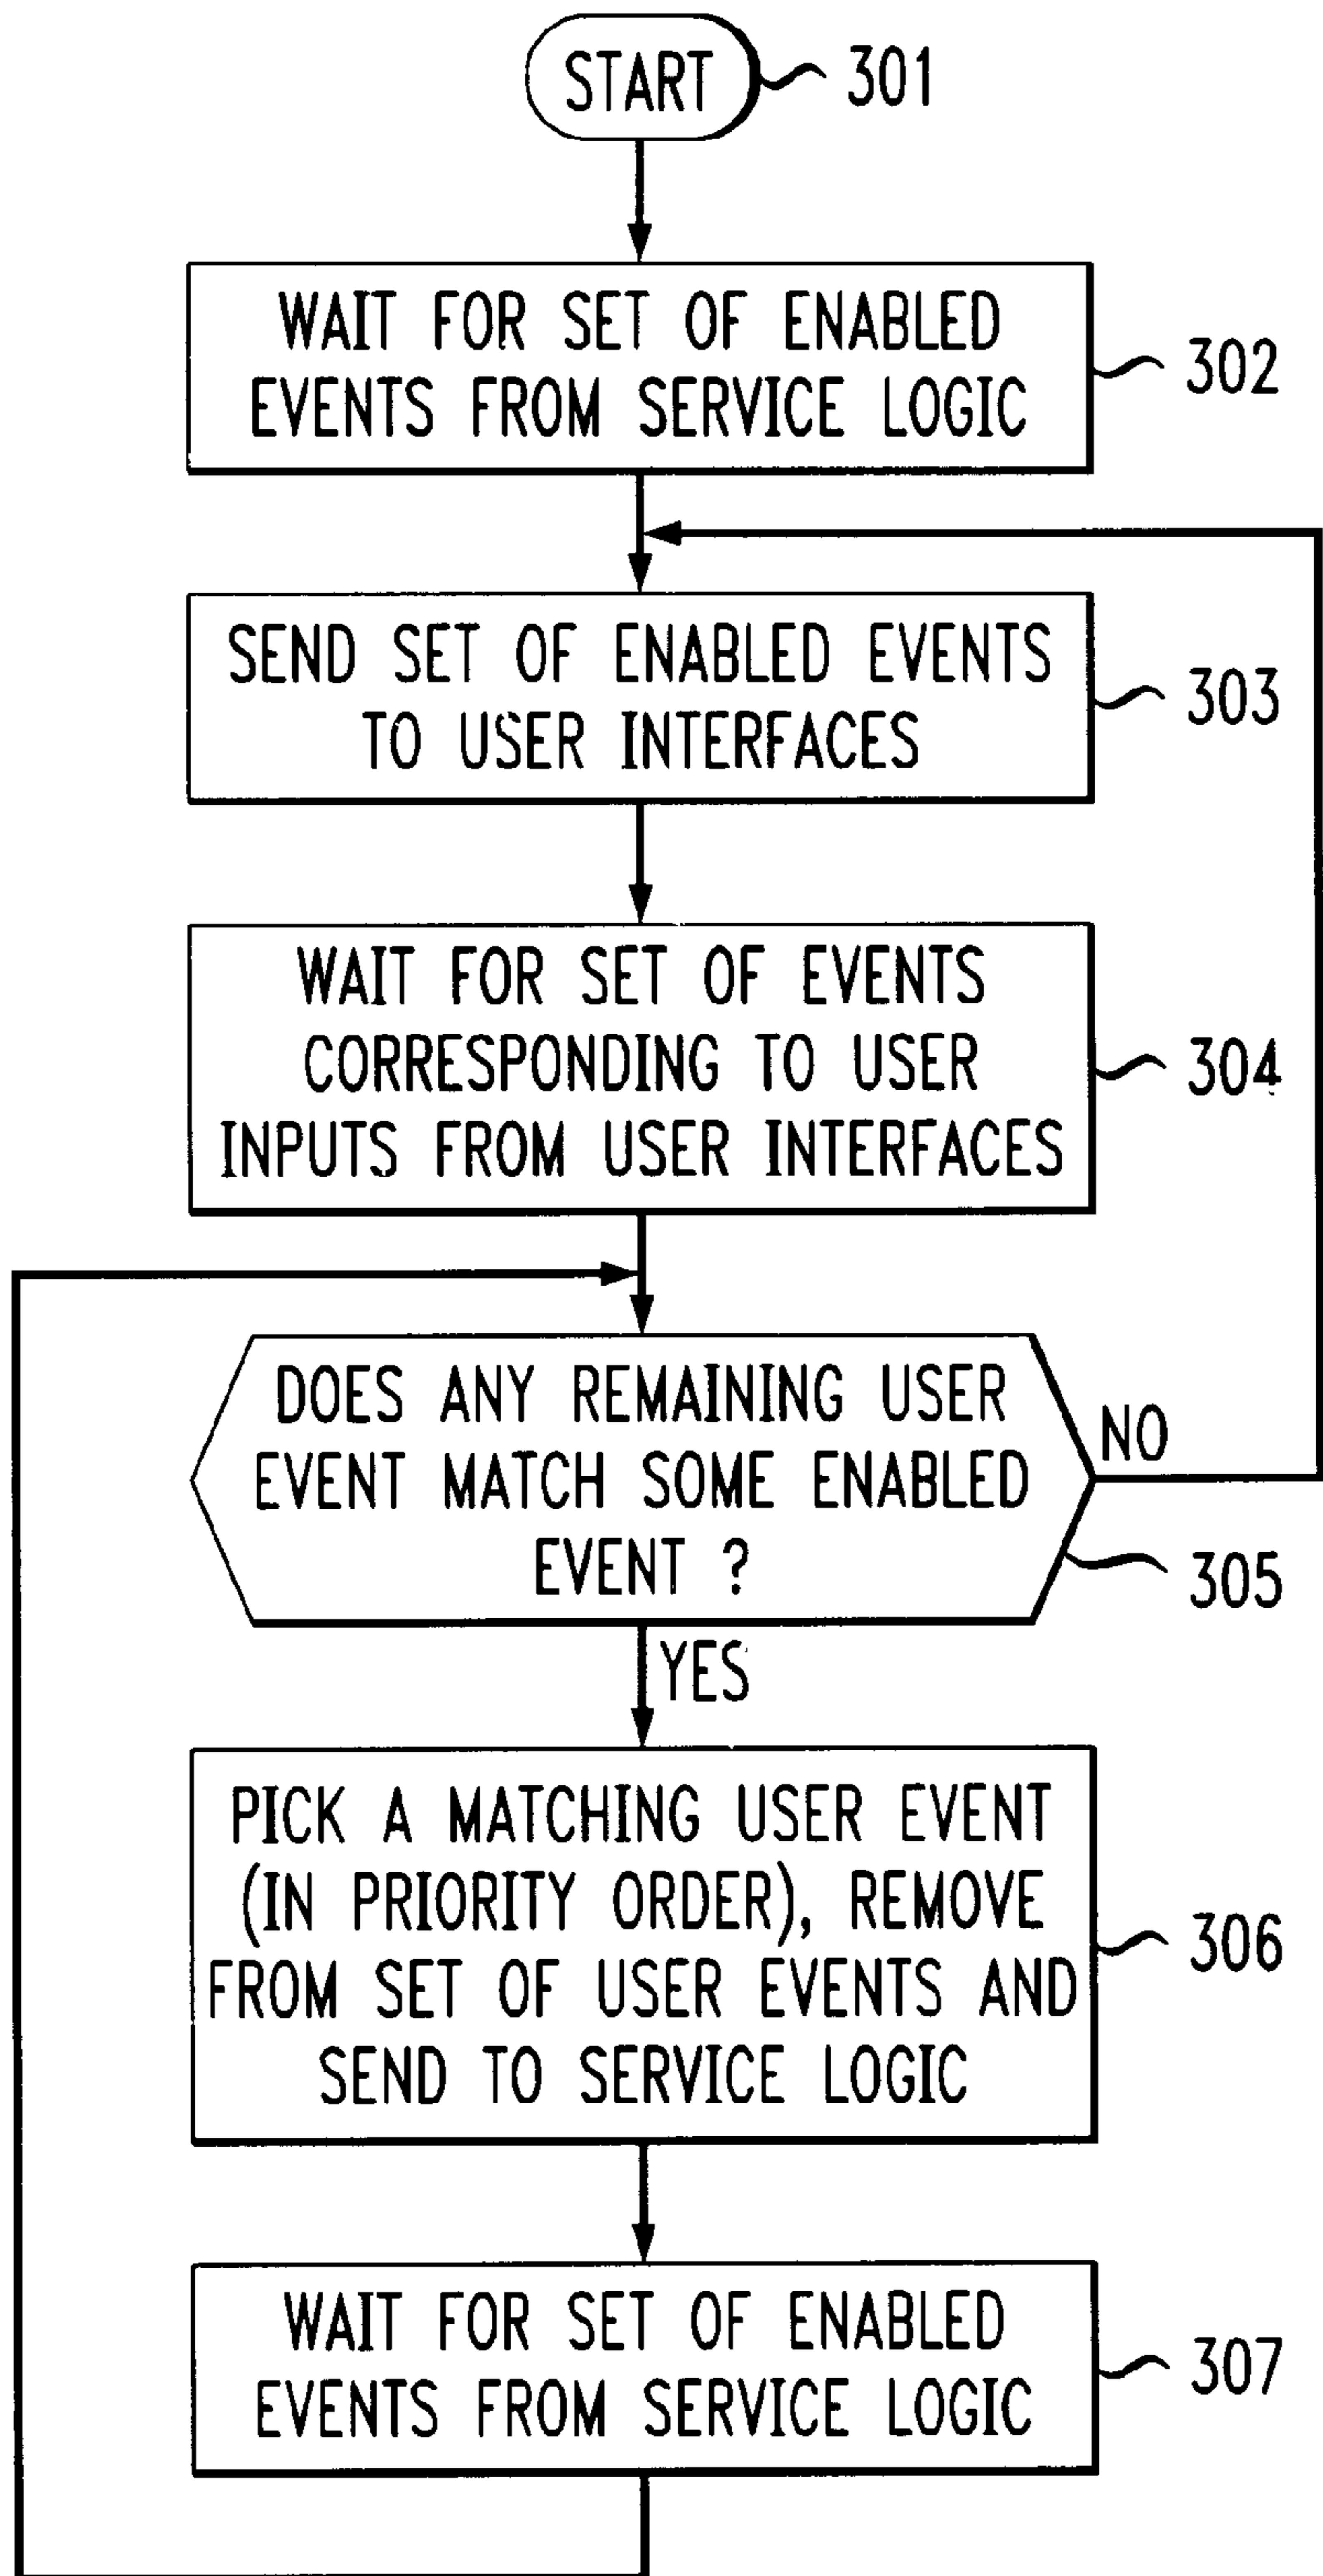 START
301
WAIT FOR SET OF ENABLED
EVENTS FROM SERVICE LOGIC
302
SEND SET OF ENABLED EVENTS
TO USER INTERFACES
303
WAIT FOR SET OF EVENTS
CORRESPONDING TO USER
INPUTS FROM USER INTERFACES
304
DOES ANY REMAINING USER
EVENT MATCH SOME ENABLED
EVENT ?
NO
305
YES
PICK A MATCHING USER EVENT
(IN PRIORITY ORDER), REMOVE
FROM SET OF USER EVENTS AND
SEND TO SERVICE LOGIC
306
WAIT FOR SET OF ENABLED
EVENTS FROM SERVICE LOGIC
307